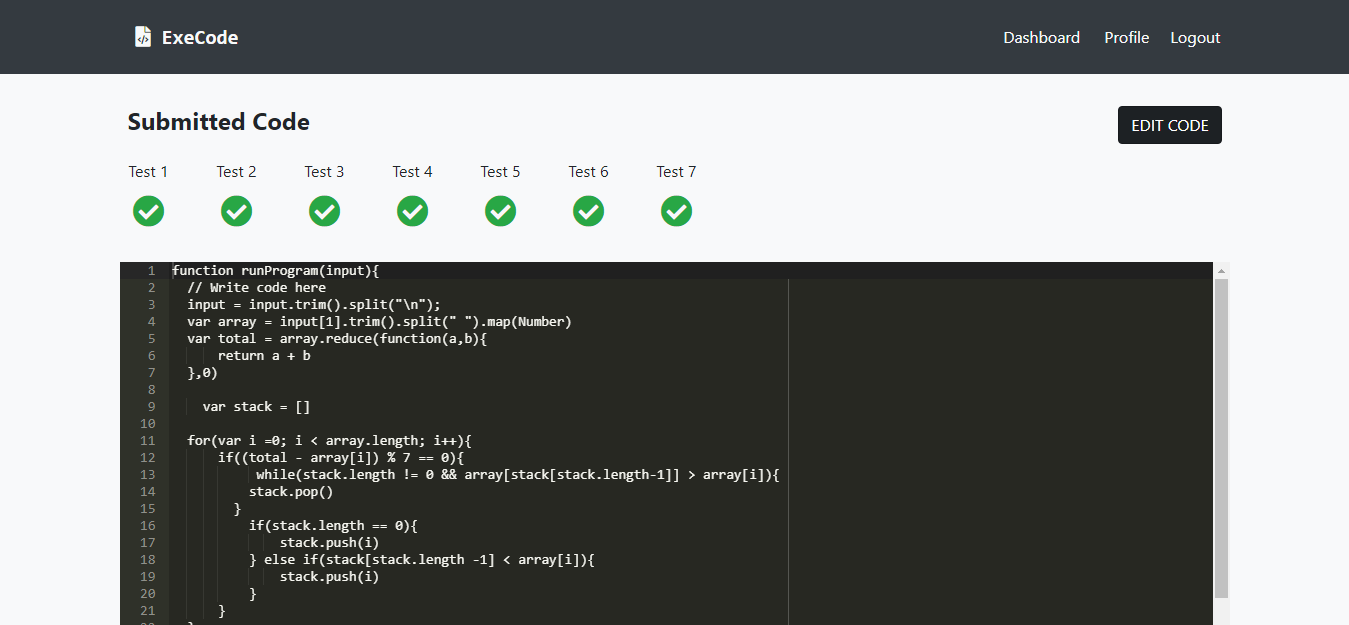 ExeCode
Dashboard Profile Logout
Submitted Code
EDIT CODE
Test 1 Test 2 Test 3 Test 4 Test 5 Test 6 Test 7
1 function runProgram(input){
2 // Write code here
3 input = input.trim().split("\n");
4 var array = input[1].trim().split(" ").map(Number)
5 var total = array.reduce(function(a,b){
6 return a + b
7 },0)
8
9 var stack = []
10
11 for(var i =0; i < array.length; i++){
12 if((total - array[i]) % 7 == 0){
13 while(stack.length != 0 && array[stack[stack.length-1]] > array[i]){
14 stack.pop()
15 }
16 if(stack.length == 0){
17 stack.push(i)
18 } else if(stack[stack.length -1] < array[i]){
19 stack.push(i)
20 }
21 }